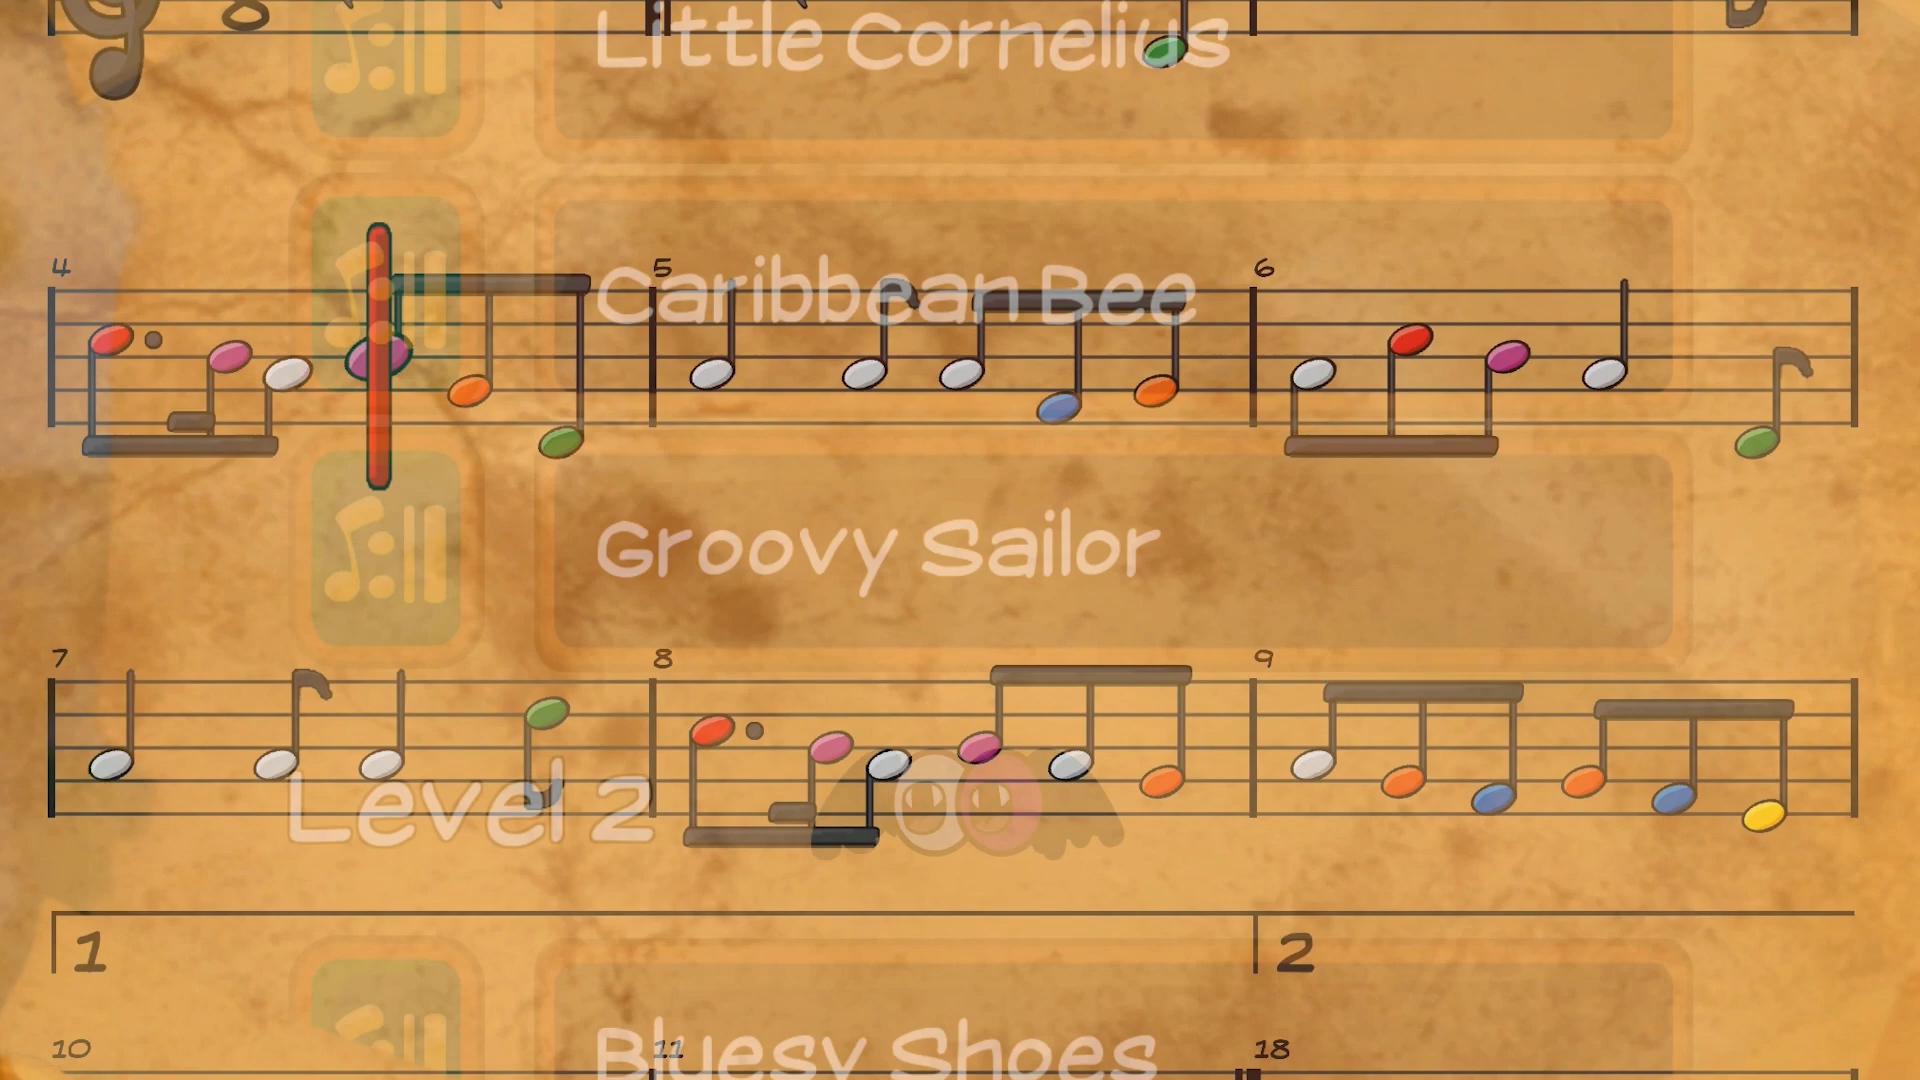 8
Little Cornelius
4 5 6
Caribbean Bee
Groovy Sailor
7 8 9
Level 2
1 2
10 11 18
Bluesy Shoes